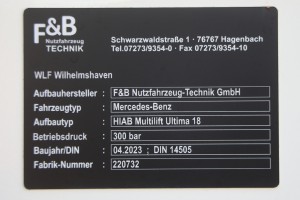 F&B
Nutzfahrzeug
TECHNIK
Schwarzwaldstraße 1 · 76767 Hagenbach
Tel.07273/9354-0 · Fax 07273/9354-10
WLF Wilhelmshaven
Aufbauhersteller : F&B Nutzfahrzeug-Technik GmbH
Fahrzeugtyp : Mercedes-Benz
Aufbautyp : HIAB Multilift Ultima 18
Betriebsdruck : 300 bar
Baujahr/DIN : 04.2023 ; DIN 14505
Fabrik-Nummer : 220732